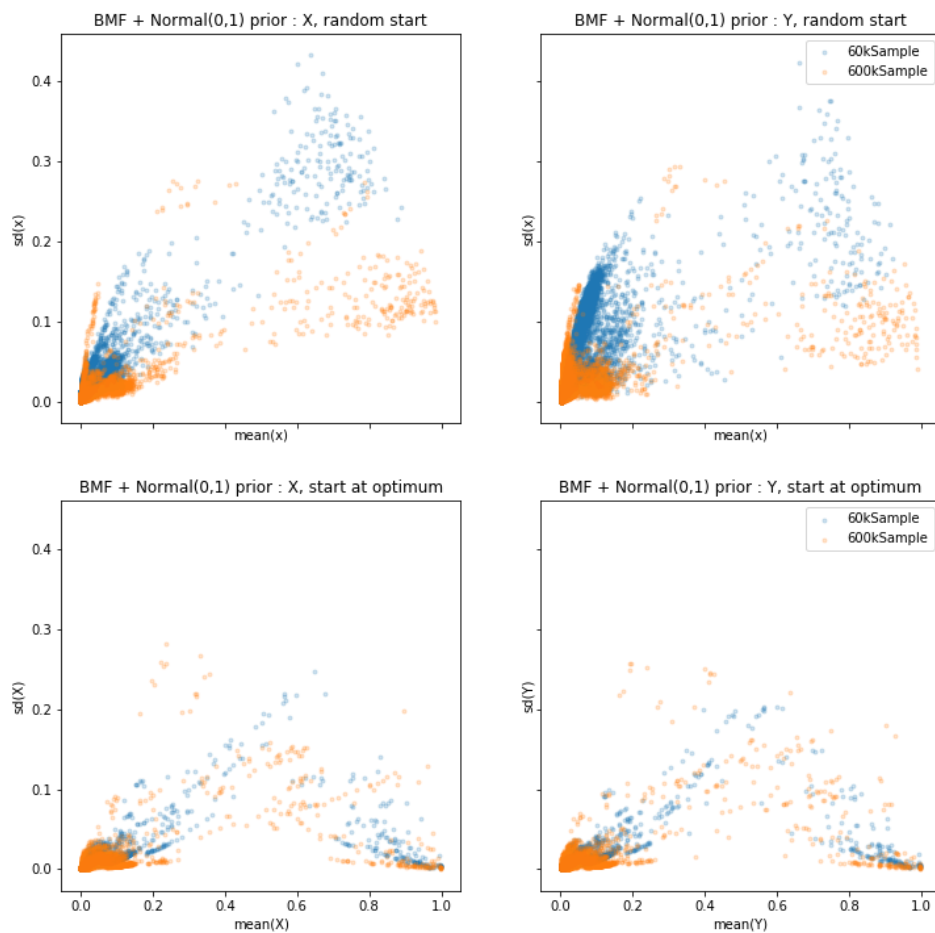 BMF + Normal(0,1) prior : X, random start
BMF + Normal(0,1) prior : Y, random start
60kSample
600kSample
0.4
0.3
0.2
0.1
0.0
sd(x)
sd(x)
mean(x)
mean(x)
BMF + Normal(0,1) prior : X, start at optimum
BMF + Normal(0,1) prior : Y, start at optimum
60kSample
600kSample
0.4
0.3
0.2
0.1
0.0
sd(X)
sd(Y)
0.0 0.2 0.4 0.6 0.8 1.0
0.0 0.2 0.4 0.6 0.8 1.0
mean(X)
mean(Y)